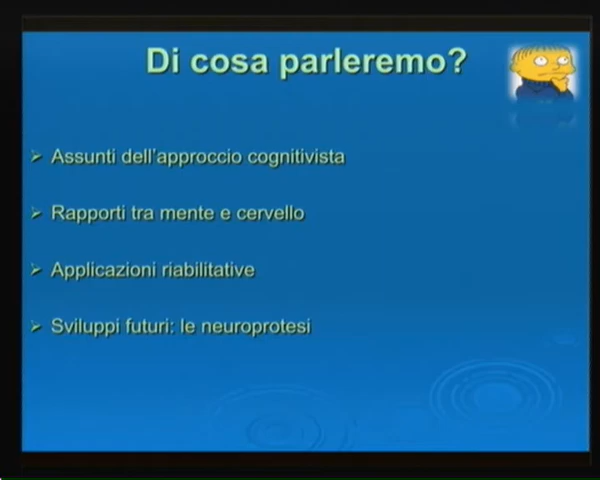 Di cosa parleremo?
Assunti dell'approccio cognitivista
Rapporti tra mente e cervello
Applicazioni riabilitative
Sviluppi futuri: le neuroprotesi